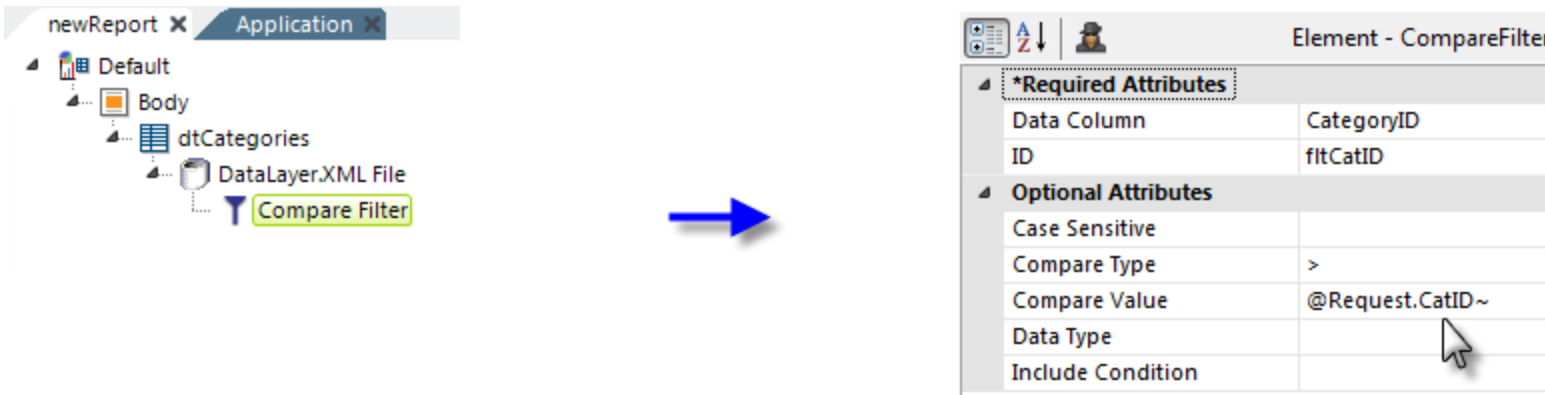 newReport
Application
Default
Body
dtCategories
DataLayer.XML File
Compare Filter
A
Z
Element - CompareFilter
*Required Attributes
Data Column CategoryID
ID fltCatID
Optional Attributes
Case Sensitive
Compare Type >
Compare Value @Request.CatID~
Data Type
Include Condition